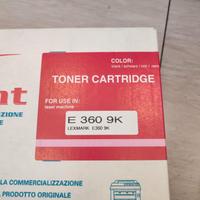 COLOR:
TONER CARTRIDGE
FOR USE IN:
laser machine
E 360 9K
LEXMARK E360 9K
nt
ZIONE
LA COMMERCIALIZZAZIONE
PRODOTTO ORIGINALE